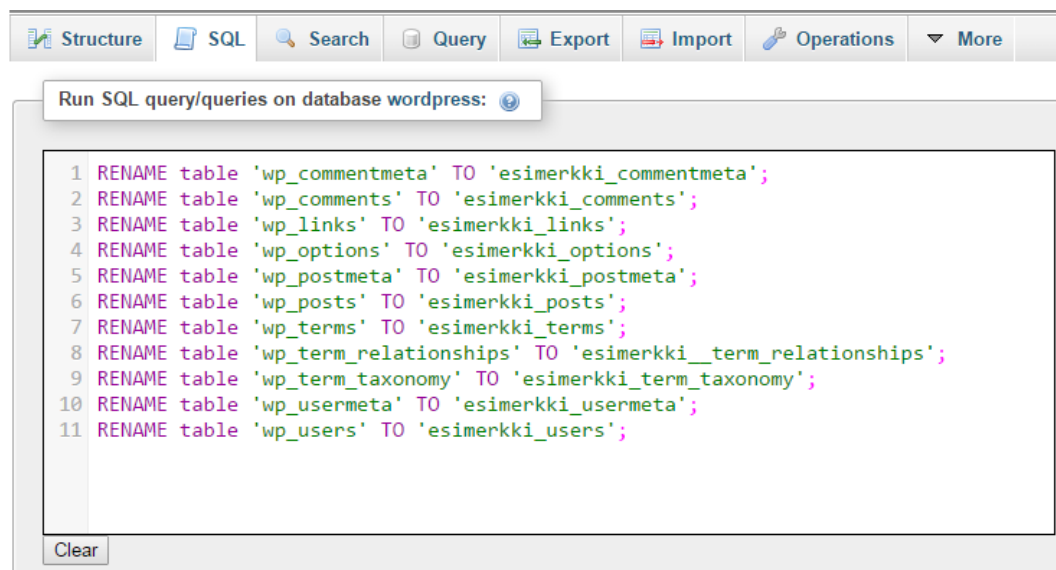 Structure SQL Search Query Export Import Operations More
Run SQL query/queries on database wordpress:
1 RENAME table 'wp_commentmeta' TO 'esimerkki_commentmeta';
2 RENAME table 'wp_comments' TO 'esimerkki_comments';
3 RENAME table 'wp_links' TO 'esimerkki_links';
4 RENAME table 'wp_options' TO 'esimerkki_options';
5 RENAME table 'wp_postmeta' TO 'esimerkki_postmeta';
6 RENAME table 'wp_posts' TO 'esimerkki_posts';
7 RENAME table 'wp_terms' TO 'esimerkki_terms';
8 RENAME table 'wp_term_relationships' TO 'esimerkki__term_relationships';
9 RENAME table 'wp_term_taxonomy' TO 'esimerkki_term_taxonomy';
10 RENAME table 'wp_usermeta' TO 'esimerkki_usermeta';
11 RENAME table 'wp_users' TO 'esimerkki_users';
Clear